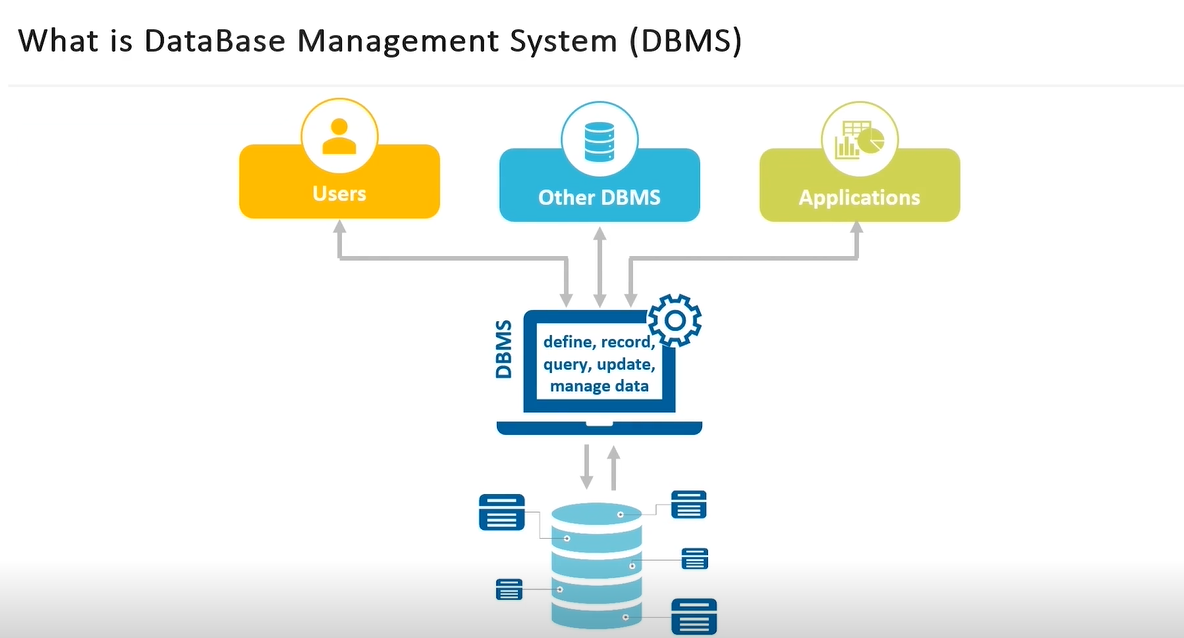 What is DataBase Management System (DBMS)
Users
Other DBMS
Applications
DBMS
define, record,
query, update,
manage data